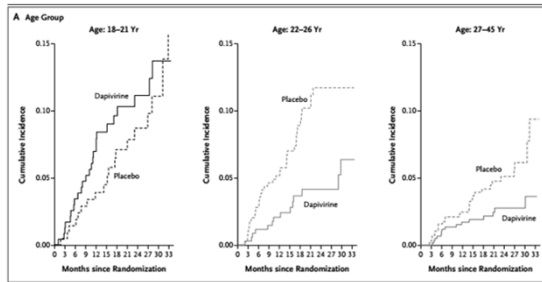 A Age Group
Age: 18–21 Yr
0.15
0.10
0.05
0.00
Cumulative Incidence
Dapivirine
Placebo
0 3 6 9 12 15 18 21 24 27 30 33
Months since Randomization
Age: 22–26 Yr
0.15
0.10
0.05
0.00
Cumulative Incidence
Placebo
Dapivirine
0 3 6 9 12 15 18 21 24 27 30 33
Months since Randomization
Age: 27–45 Yr
0.15
0.10
0.05
0.00
Cumulative Incidence
Placebo
Dapivirine
0 3 6 9 12 15 18 21 24 27 30 33
Months since Randomization